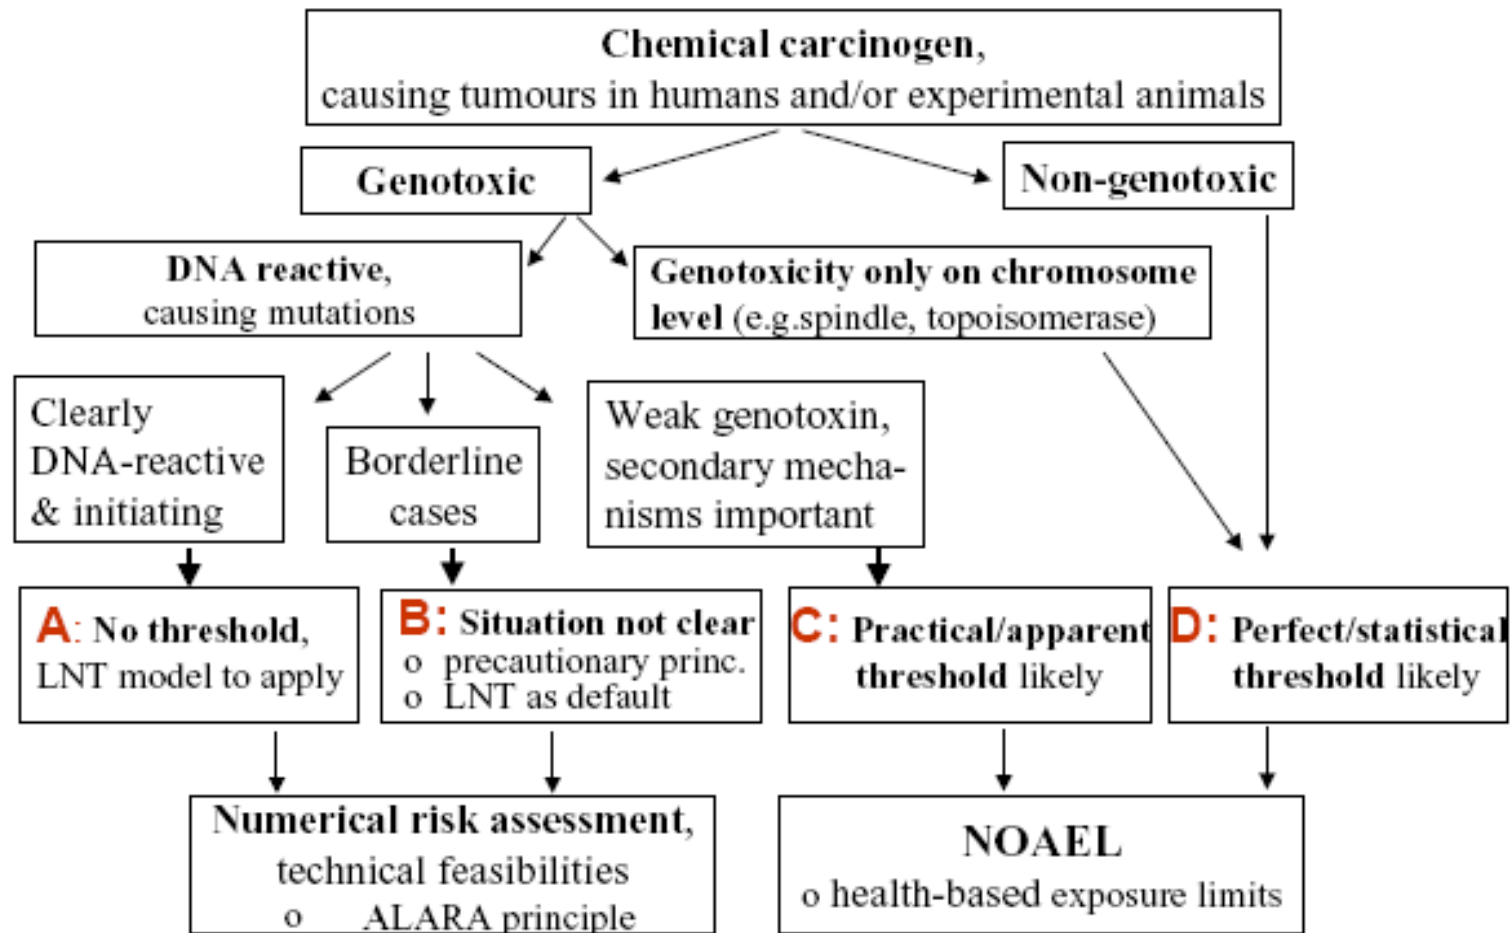 Chemical carcinogen,
causing tumours in humans and/or experimental animals
Genotoxic
Non-genotoxic
DNA reactive,
causing mutations
Genotoxicity only on chromosome
level (e.g.spindle, topoisomerase)
Clearly
DNA-reactive
& initiating
Borderline
cases
Weak genotoxin,
secondary mecha-
nisms important
A: No threshold,
LNT model to apply
B: Situation not clear
o precautionary princ.
o LNT as default
C: Practical/apparent
threshold likely
D: Perfect/statistical
threshold likely
Numerical risk assessment,
technical feasibilities
o ALARA principle
NOAEL
o health-based exposure limits